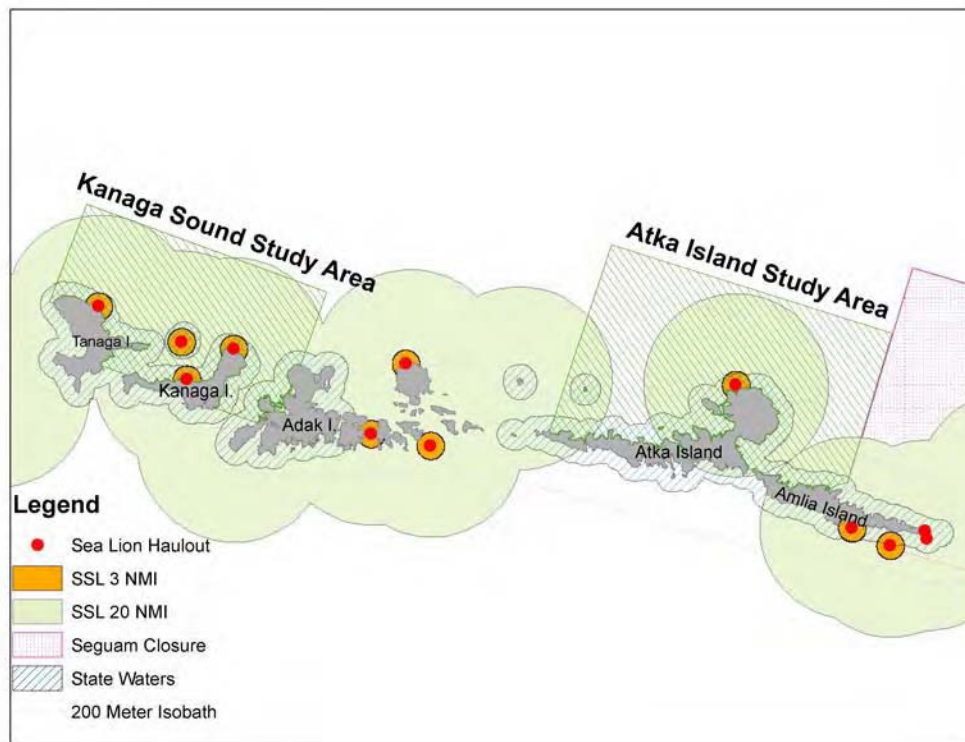 Kanaga Sound Study Area
Atka Island Study Area
Tanaga I.
Kanaga I.
Adak I.
Atka Island
Amlia Island
Legend
Sea Lion Haulout
SSL 3 NMI
SSL 20 NMI
Seguam Closure
State Waters
200 Meter Isobath